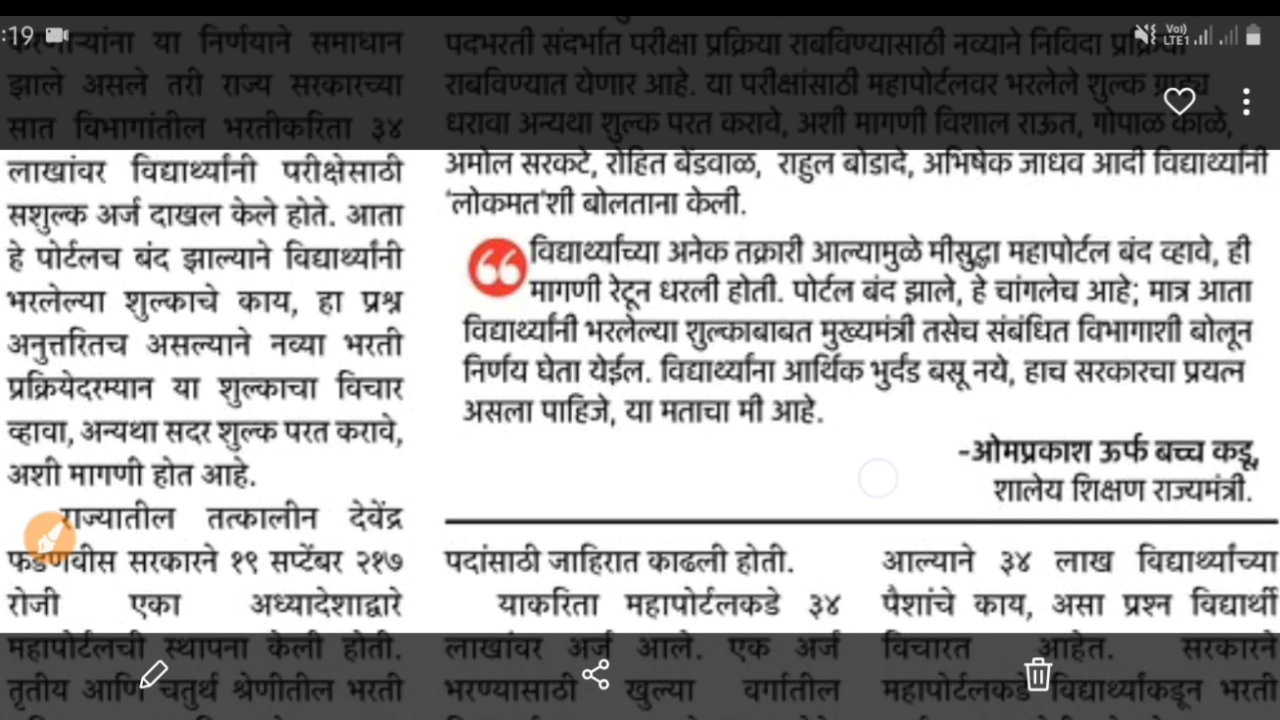 :19
Vo)
LTE1
या निर्णयाने समाधान
झाले असले तरी राज्य सरकारच्या
सात विभागांतील भरतीकरिता ३४
लाखांवर विद्यार्थ्यांनी परीक्षेसाठी
सशुल्क अर्ज दाखल केले होते. आता
हे पोर्टलच बंद झाल्याने विद्यार्थ्यांनी
भरलेल्या शुल्काचे काय, हा प्रश्न
अनुत्तरितच असल्याने नव्या भरती
प्रक्रियेदरम्यान या शुल्काचा विचार
व्हावा, अन्यथा सदर शुल्क परत करावे,
अशी मागणी होत आहे.
राज्यातील तत्कालीन देवेंद्र
फडणवीस सरकारने १९ सप्टेंबर २१७
रोजी एका अध्यादेशाद्वारे
महापोर्टलची स्थापना केली होती.
तृतीय आणि चतुर्थ श्रेणीतील भरती
पदभरती संदर्भात परीक्षा प्रक्रिया राबविण्यासाठी नव्याने निविदा प्रक्रिया
राबविण्यात येणार आहे. या परीक्षांसाठी महापोर्टलवर भरलेले शुल्क ग्राह्य
धरावा अन्यथा शुल्क परत करावे, अशी मागणी विशाल राऊत, गोपाळ काळे,
अमोल सरकटे, रोहित बेंडवाळ, राहुल बोडादे, अभिषेक जाधव आदी विद्यार्थ्यांनी
'लोकमत'शी बोलताना केली.
विद्यार्थ्यांच्या अनेक तक्रारी आल्यामुळे मीसुद्धा महापोर्टल बंद व्हावे, ही
मागणी रेटून धरली होती. पोर्टल बंद झाले, हे चांगलेच आहे; मात्र आता
विद्यार्थ्यांनी भरलेल्या शुल्काबाबत मुख्यमंत्री तसेच संबंधित विभागाशी बोलून
निर्णय घेता येईल. विद्यार्थ्यांना आर्थिक भुर्दंड बसू नये, हाच सरकारचा प्रयत्न
असला पाहिजे, या मताचा मी आहे.
-ओमप्रकाश ऊर्फ बच्च कडू,
शालेय शिक्षण राज्यमंत्री.
पदांसाठी जाहिरात काढली होती.
याकरिता महापोर्टलकडे ३४
लाखांवर अर्ज आले. एक अर्ज
भरण्यासाठी खुल्या वर्गातील
आल्याने ३४ लाख विद्यार्थ्यांच्या
पैशांचे काय, असा प्रश्न विद्यार्थी
विचारत आहेत. सरकारने
महापोर्टलकडे विद्यार्थ्यांकडून भरती